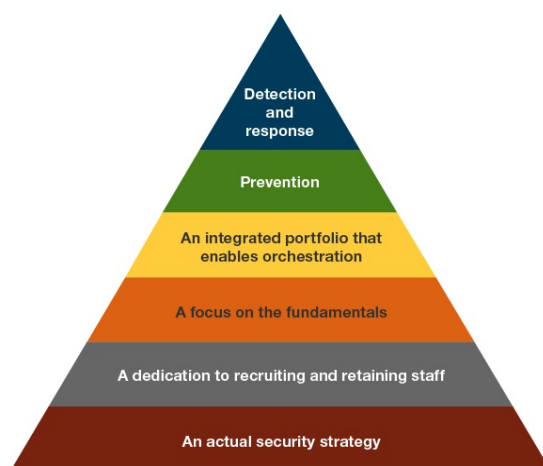 Detection
and
response
Prevention
An integrated portfolio that
enables orchestration
A focus on the fundamentals
A dedication to recruiting and retaining staff
An actual security strategy